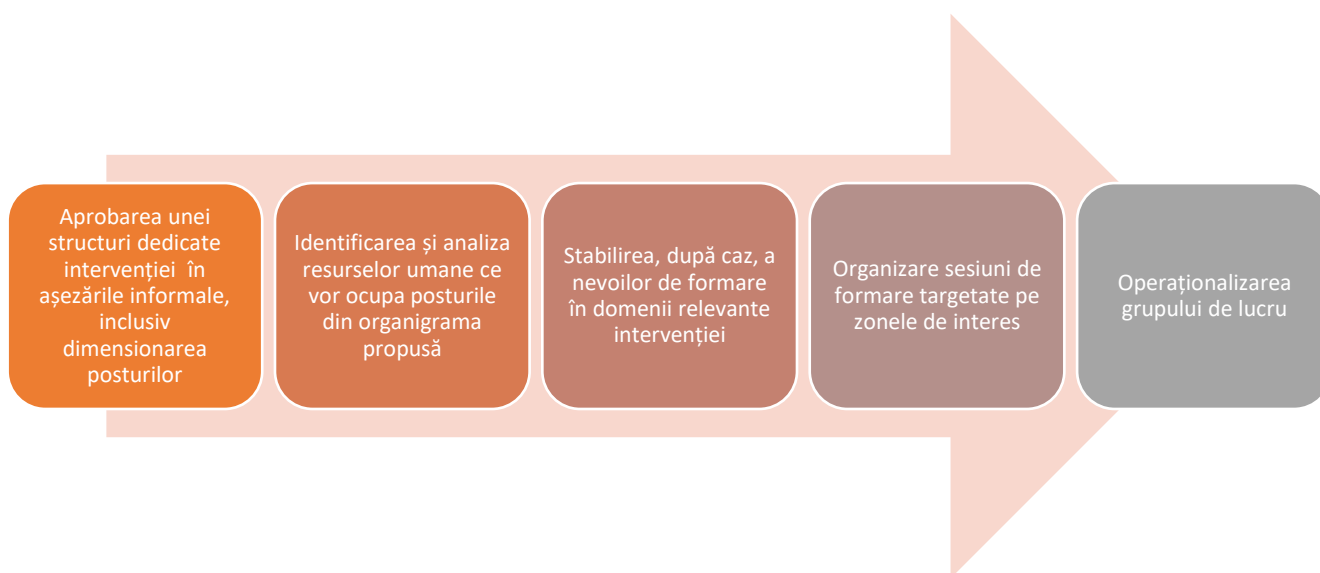 Aprobarea unei
structuri dedicate
intervenției în
așezările informale,
inclusiv
dimensionarea
posturilor
Identificarea și analiza
resurselor umane ce
vor ocupa posturile
din organigrama
propusă
Stabilirea, după caz, a
nevoilor de formare
în domenii relevante
intervenției
Organizare sesiuni de
formare targetate pe
zonele de interes
Operaționalizarea
grupului de lucru